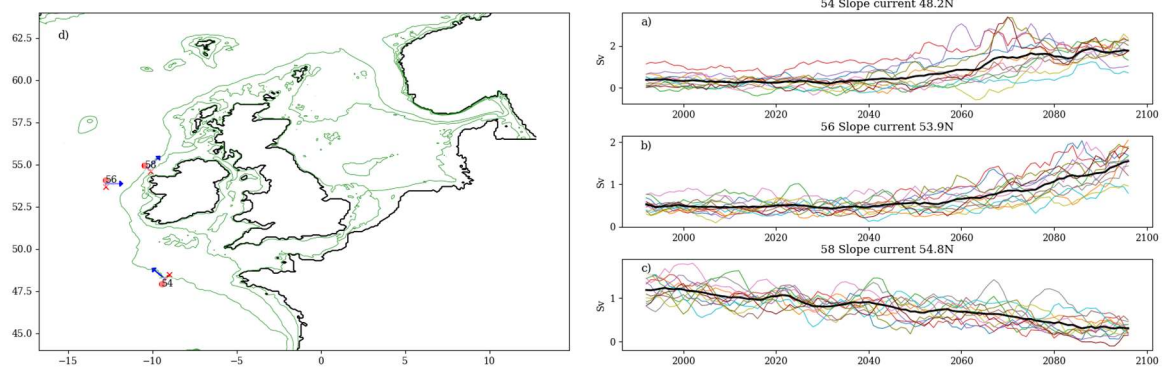 54 Slope current 48.2N
a)
Sv
2
0
2000 2020 2040 2060 2080 2100
56 Slope current 53.9N
b)
Sv
2
1
0
2000 2020 2040 2060 2080 2100
58 Slope current 54.8N
c)
Sv
1
0
2000 2020 2040 2060 2080 2100
d)
62.5
60.0
57.5
55.0
52.5
50.0
47.5
45.0
−15 −10 −5 0 5 10
58
56
54